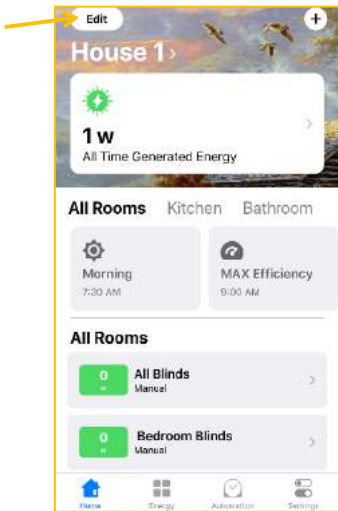 Edit
+
House 1 >
1 w
All Time Generated Energy
All Rooms Kitchen Bathroom
Morning
7:30 AM
MAX Efficiency
9:00 AM
All Rooms
0
w
All Blinds
Manual
0
w
Bedroom Blinds
Manual
Home Energy Automation Settings